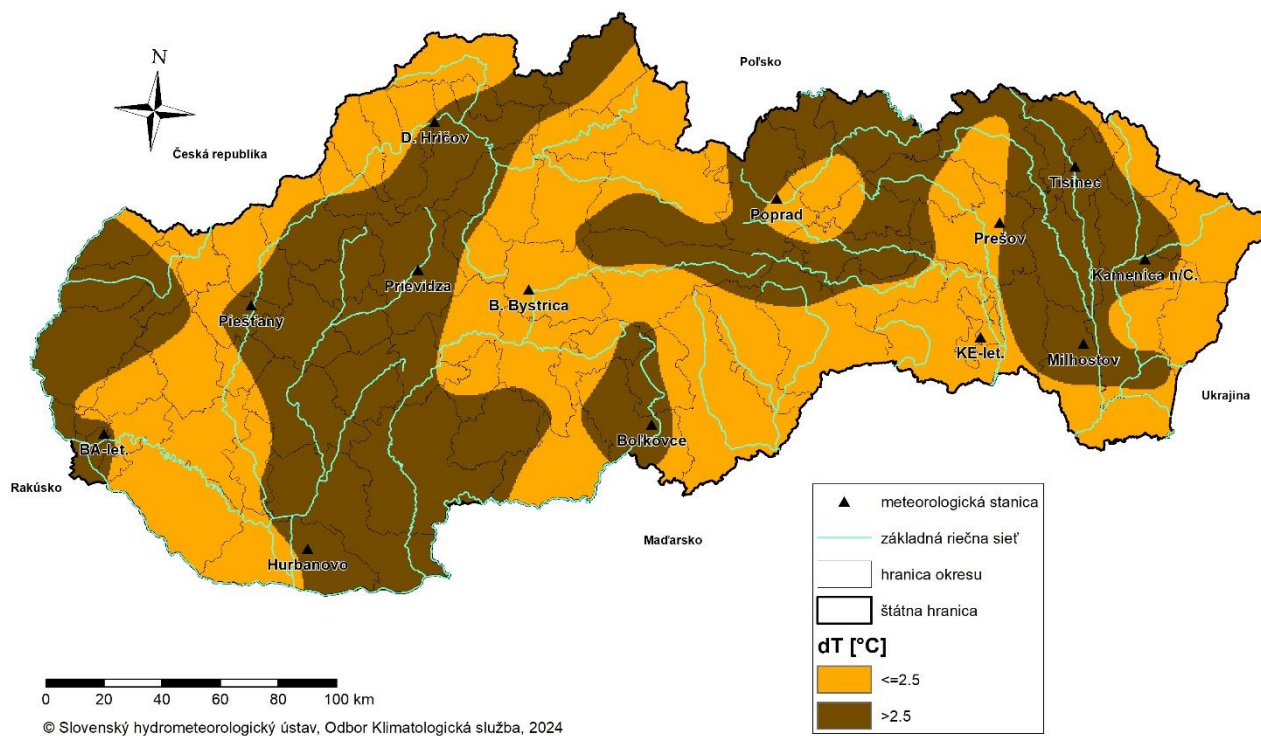 N
Poľsko
D. Hričov
Česká republika
Tisinec
Poprad
Prešov
Kamenica n/C.
Prievidza
B. Bystrica
Piešťany
KE-let.
Milhostov
Ukrajina
BA-let.
Boľkovce
Rakúsko
Maďarsko
Hurbanovo
meteorologická stanica
základná riečna sieť
hranica okresu
štátna hranica
dT [°C]
<=2.5
>2.5
0 20 40 60 80 100 km
© Slovenský hydrometeorologický ústav, Odbor Klimatologická služba, 2024